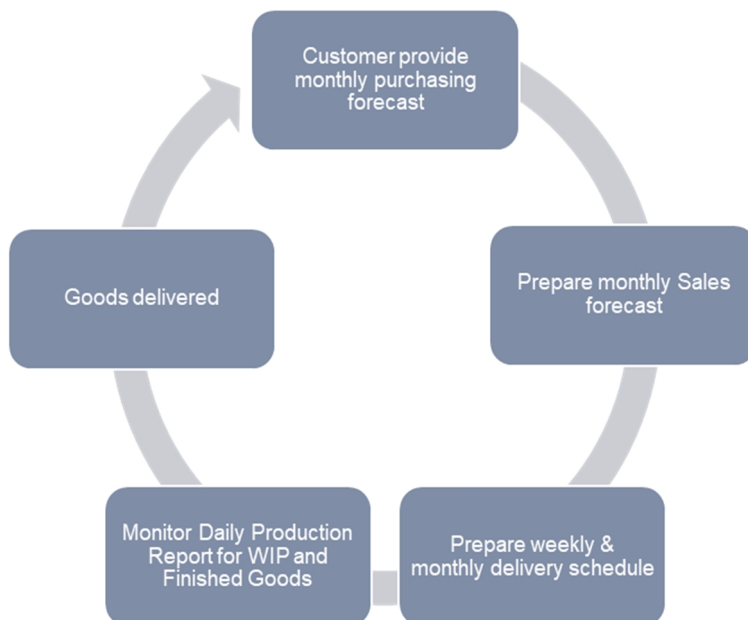 Customer provide
monthly purchasing
forecast
Prepare monthly Sales
forecast
Prepare weekly &
monthly delivery schedule
Monitor Daily Production
Report for WIP and
Finished Goods
Goods delivered